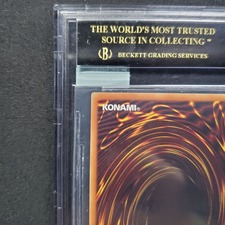 THE WORLD'S MOST TRUSTED
SOURCE IN COLLECTING™
BECKETT GRADING SERVICES
KONAMI®